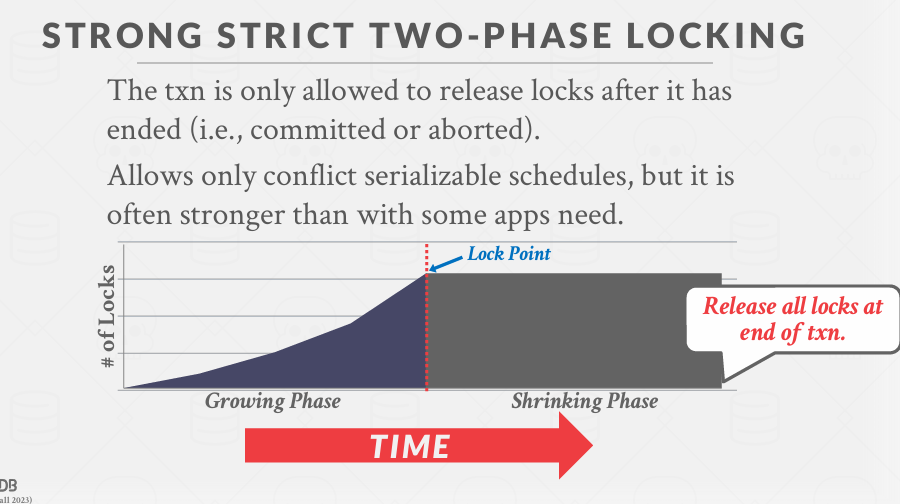 STRONG STRICT TWO-PHASE LOCKING
The txn is only allowed to release locks after it has
ended (i.e., committed or aborted).
Allows only conflict serializable schedules, but it is
often stronger than with some apps need.
Lock Point
# of Locks
Release all locks at
end of txn.
Growing Phase
Shrinking Phase
TIME
DB
all 2023)